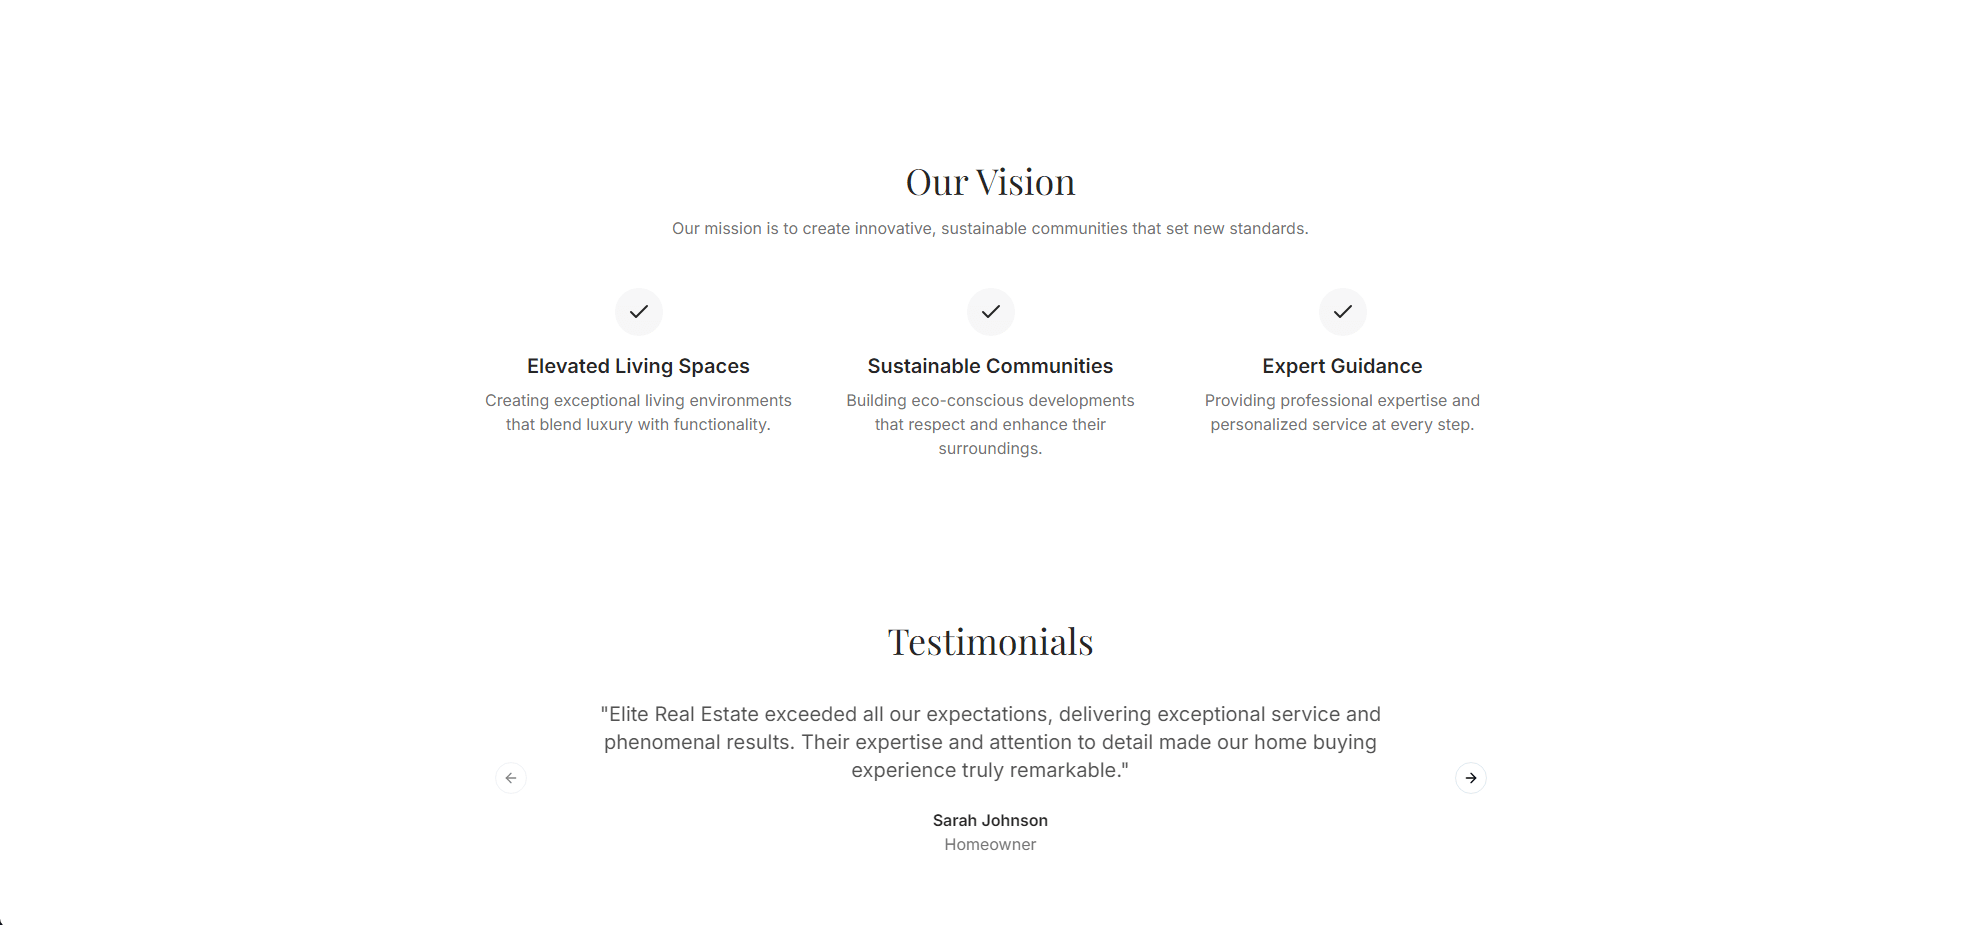 Our Vision
Our mission is to create innovative, sustainable communities that set new standards.
Elevated Living Spaces
Creating exceptional living environments
that blend luxury with functionality.
Sustainable Communities
Building eco-conscious developments
that respect and enhance their
surroundings.
Expert Guidance
Providing professional expertise and
personalized service at every step.
Testimonials
"Elite Real Estate exceeded all our expectations, delivering exceptional service and
phenomenal results. Their expertise and attention to detail made our home buying
experience truly remarkable."
Sarah Johnson
Homeowner